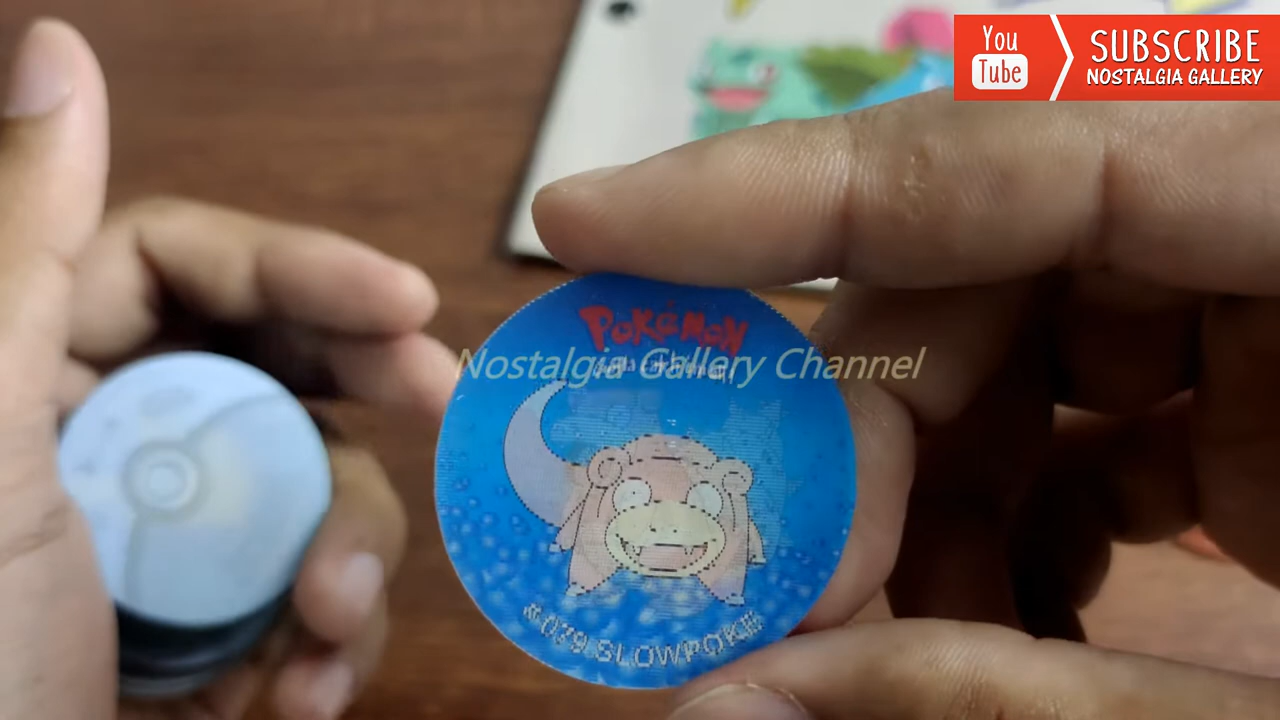 You
Tube
SUBSCRIBE
NOSTALGIA GALLERY
POKéMON
Nostalgia Gallery Channel
#079 SLOWPOKE